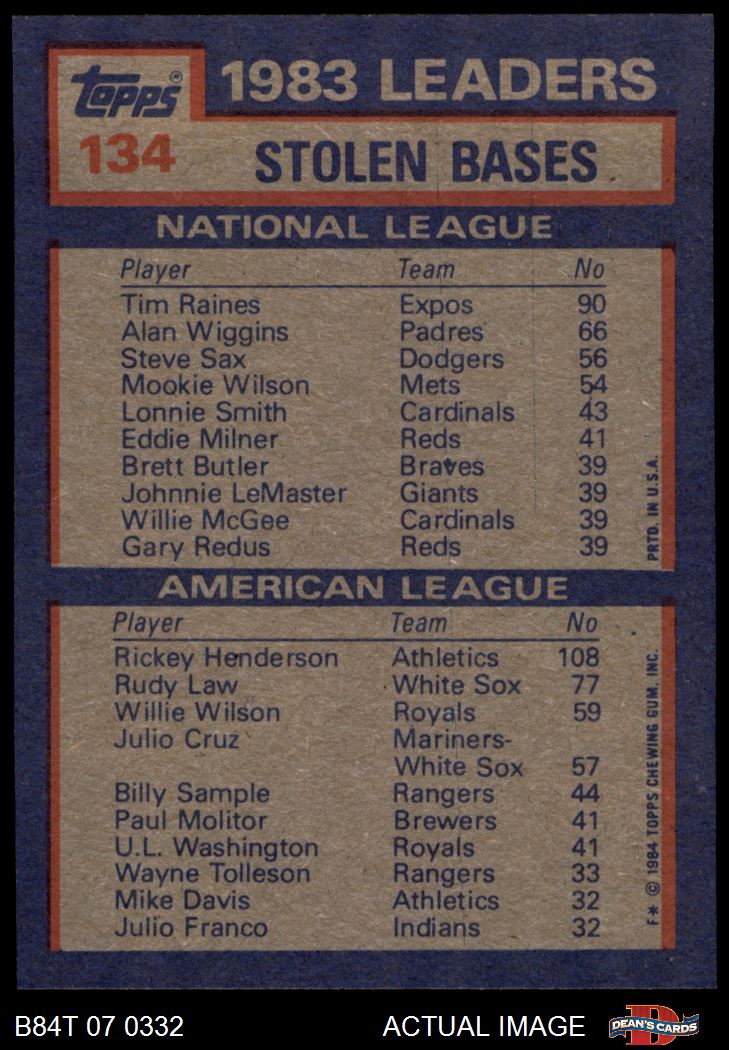 Topps®
134
1983 LEADERS
STOLEN BASES
NATIONAL LEAGUE
Player Team No
Tim Raines Expos 90
Alan Wiggins Padres 66
Steve Sax Dodgers 56
Mookie Wilson Mets 54
Lonnie Smith Cardinals 43
Eddie Milner Reds 41
Brett Butler Braves 39
Johnnie LeMaster Giants 39
Willie McGee Cardinals 39
Gary Redus Reds 39
PRTD. IN U.S.A.
AMERICAN LEAGUE
Player Team No
Rickey Henderson Athletics 108
Rudy Law White Sox 77
Willie Wilson Royals 59
Julio Cruz Mariners-
White Sox 57
Billy Sample Rangers 44
Paul Molitor Brewers 41
U.L. Washington Royals 41
Wayne Tolleson Rangers 33
Mike Davis Athletics 32
Julio Franco Indians 32
F* © 1984 TOPPS CHEWING GUM, INC.
B84T 07 0332 ACTUAL IMAGE
D
DEAN'S CARDS